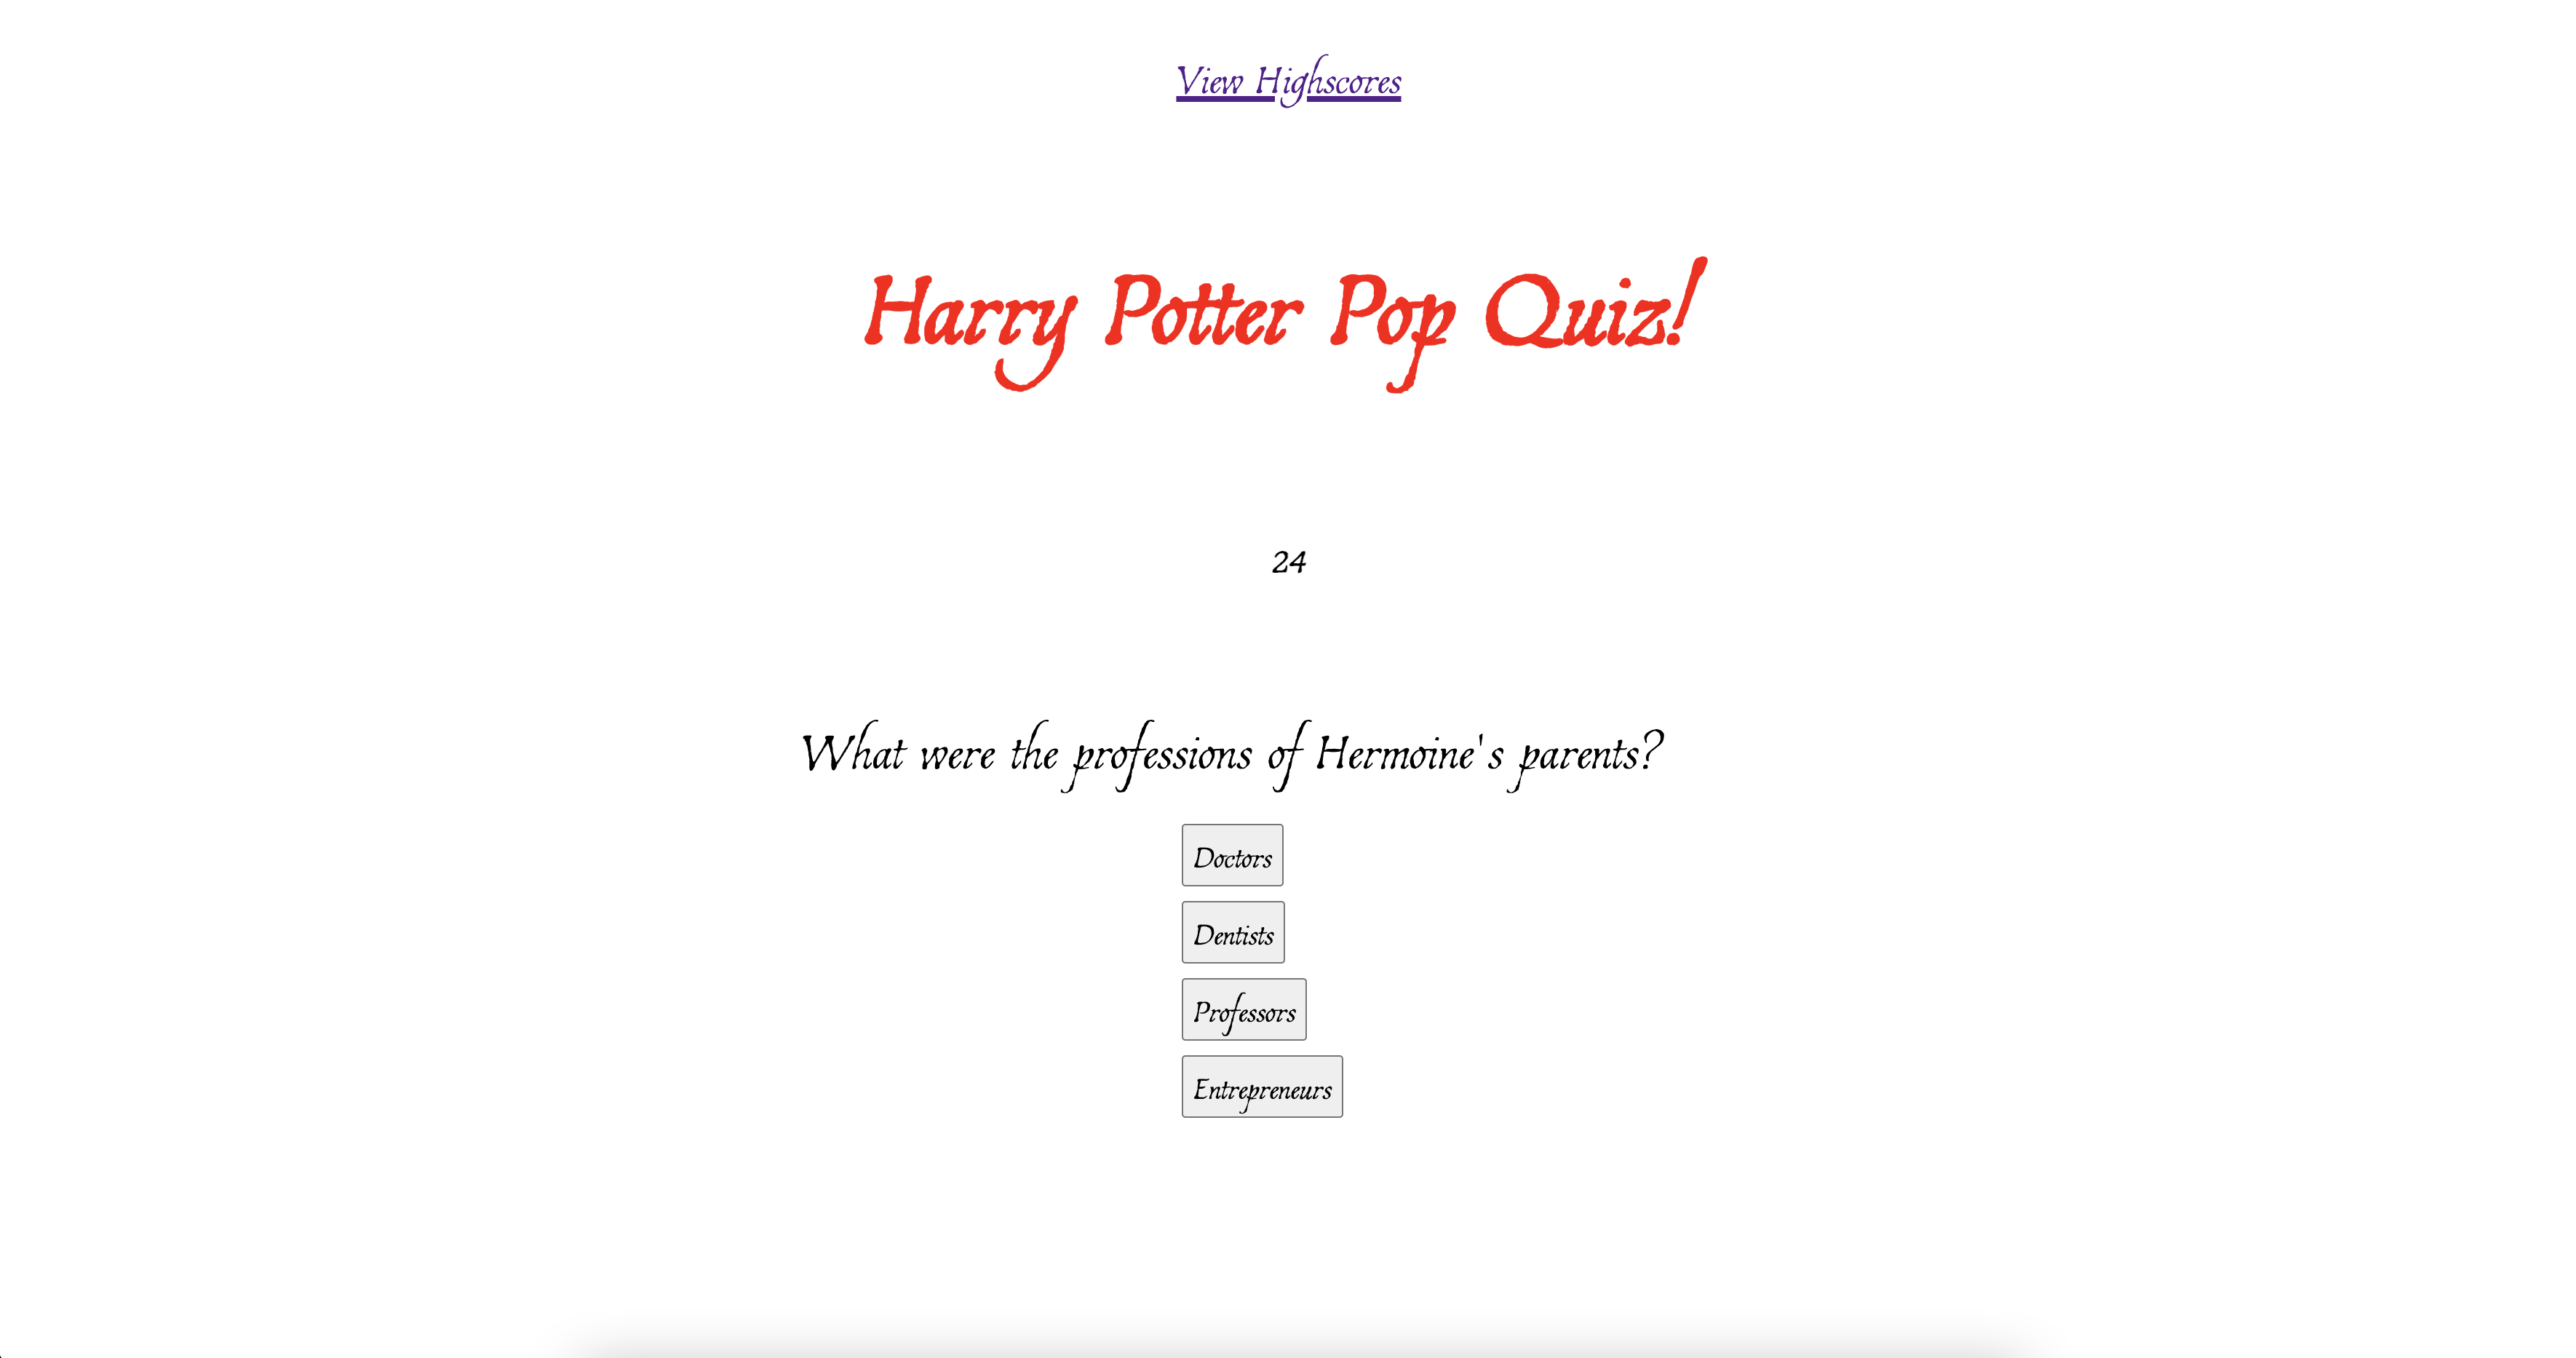 View Highscores
Harry Potter Pop Quiz!
24
What were the professions of Hermoine's parents?
Doctors
Dentists
Professors
Entrepreneurs